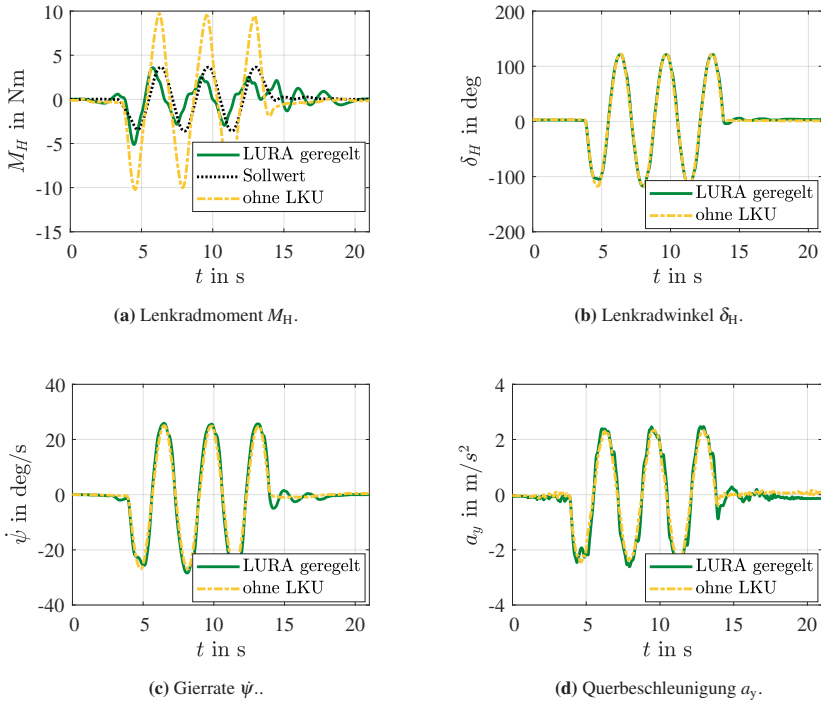 10
5
0
-5
-10
-15
M_H in Nm
0 5 10 15 20
t in s
LURA geregelt
Sollwert
ohne LKU
(a) Lenkradmoment M_H.
200
100
0
-100
-200
δ_H in deg
0 5 10 15 20
t in s
LURA geregelt
ohne LKU
(b) Lenkradwinkel δ_H.
40
20
0
-20
-40
ψ̇ in deg/s
0 5 10 15 20
t in s
LURA geregelt
ohne LKU
(c) Gierrate ψ̇..
4
2
0
-2
-4
a_y in m/s²
0 5 10 15 20
t in s
LURA geregelt
ohne LKU
(d) Querbeschleunigung a_y.